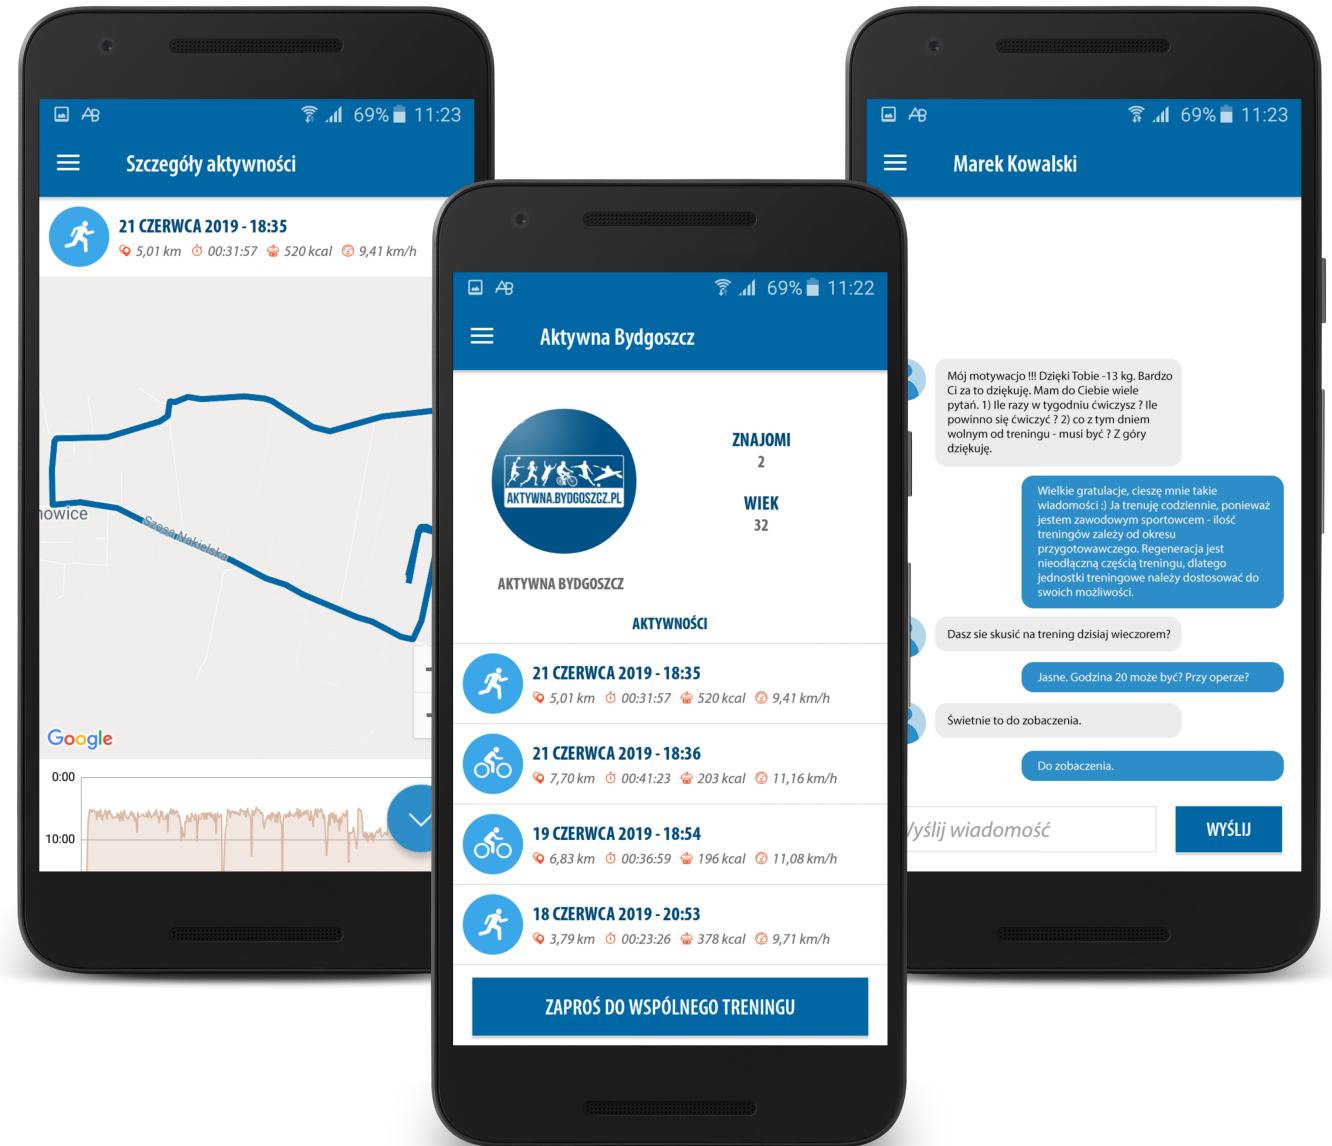 AB 69% 11:23
Szczegóły aktywności
21 CZERWCA 2019 - 18:35
5,01 km 00:31:57 520 kcal 9,41 km/h
Szosa Nakielska
Google
0:00
10:00
AB 69% 11:22
Aktywna Bydgoszcz
AKTYWNA.BYDGOSZCZ.PL
ZNAJOMI
2
WIEK
32
AKTYWNA BYDGOSZCZ
AKTYWNOŚCI
21 CZERWCA 2019 - 18:35
5,01 km 00:31:57 520 kcal 9,41 km/h
21 CZERWCA 2019 - 18:36
7,70 km 00:41:23 203 kcal 11,16 km/h
19 CZERWCA 2019 - 18:54
6,83 km 00:36:59 196 kcal 11,08 km/h
18 CZERWCA 2019 - 20:53
3,79 km 00:23:26 378 kcal 9,71 km/h
ZAPROŚ DO WSPÓLNEGO TRENINGU
AB 69% 11:23
Marek Kowalski
Mój motywacjo !!! Dzięki Tobie -13 kg. Bardzo
Ci za to dziękuję. Mam do Ciebie wiele
pytań. 1) Ile razy w tygodniu ćwiczysz ? Ile
powinno się ćwiczyć ? 2) co z tym dniem
wolnym od treningu - musi być ? Z góry
dziękuję.
Wielkie gratulacje, cieszę mnie takie
wiadomości :) Ja trenuję codziennie, ponieważ
jestem zawodowym sportowcem - ilość
treningów zależy od okresu
przygotowawczego. Regeneracja jest
nieodłączną częścią treningu, dlatego
jednostki treningowe należy dostosować do
swoich możliwości.
Dasz sie skusić na trening dzisiaj wieczorem?
Jasne. Godzina 20 może być? Przy operze?
Świetnie to do zobaczenia.
Do zobaczenia.
yślij wiadomość
WYŚLIJ